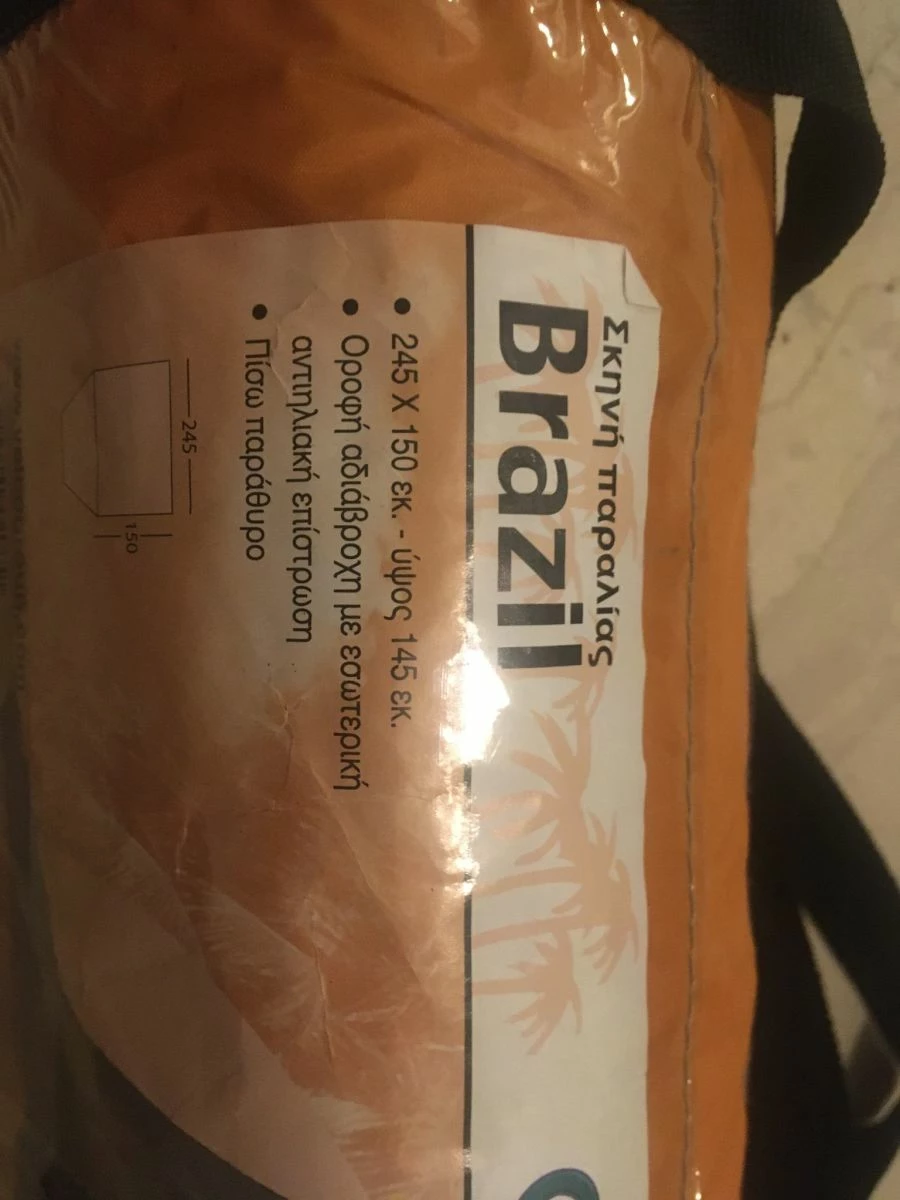 Σκηνή παραλίας
Brazil
• 245 X 150 εκ. - ύψος 145 εκ.
• Οροφή αδιάβροχη με εσωτερική
αντιηλιακή επίστρωση
• Πίσω παράθυρο
245
150